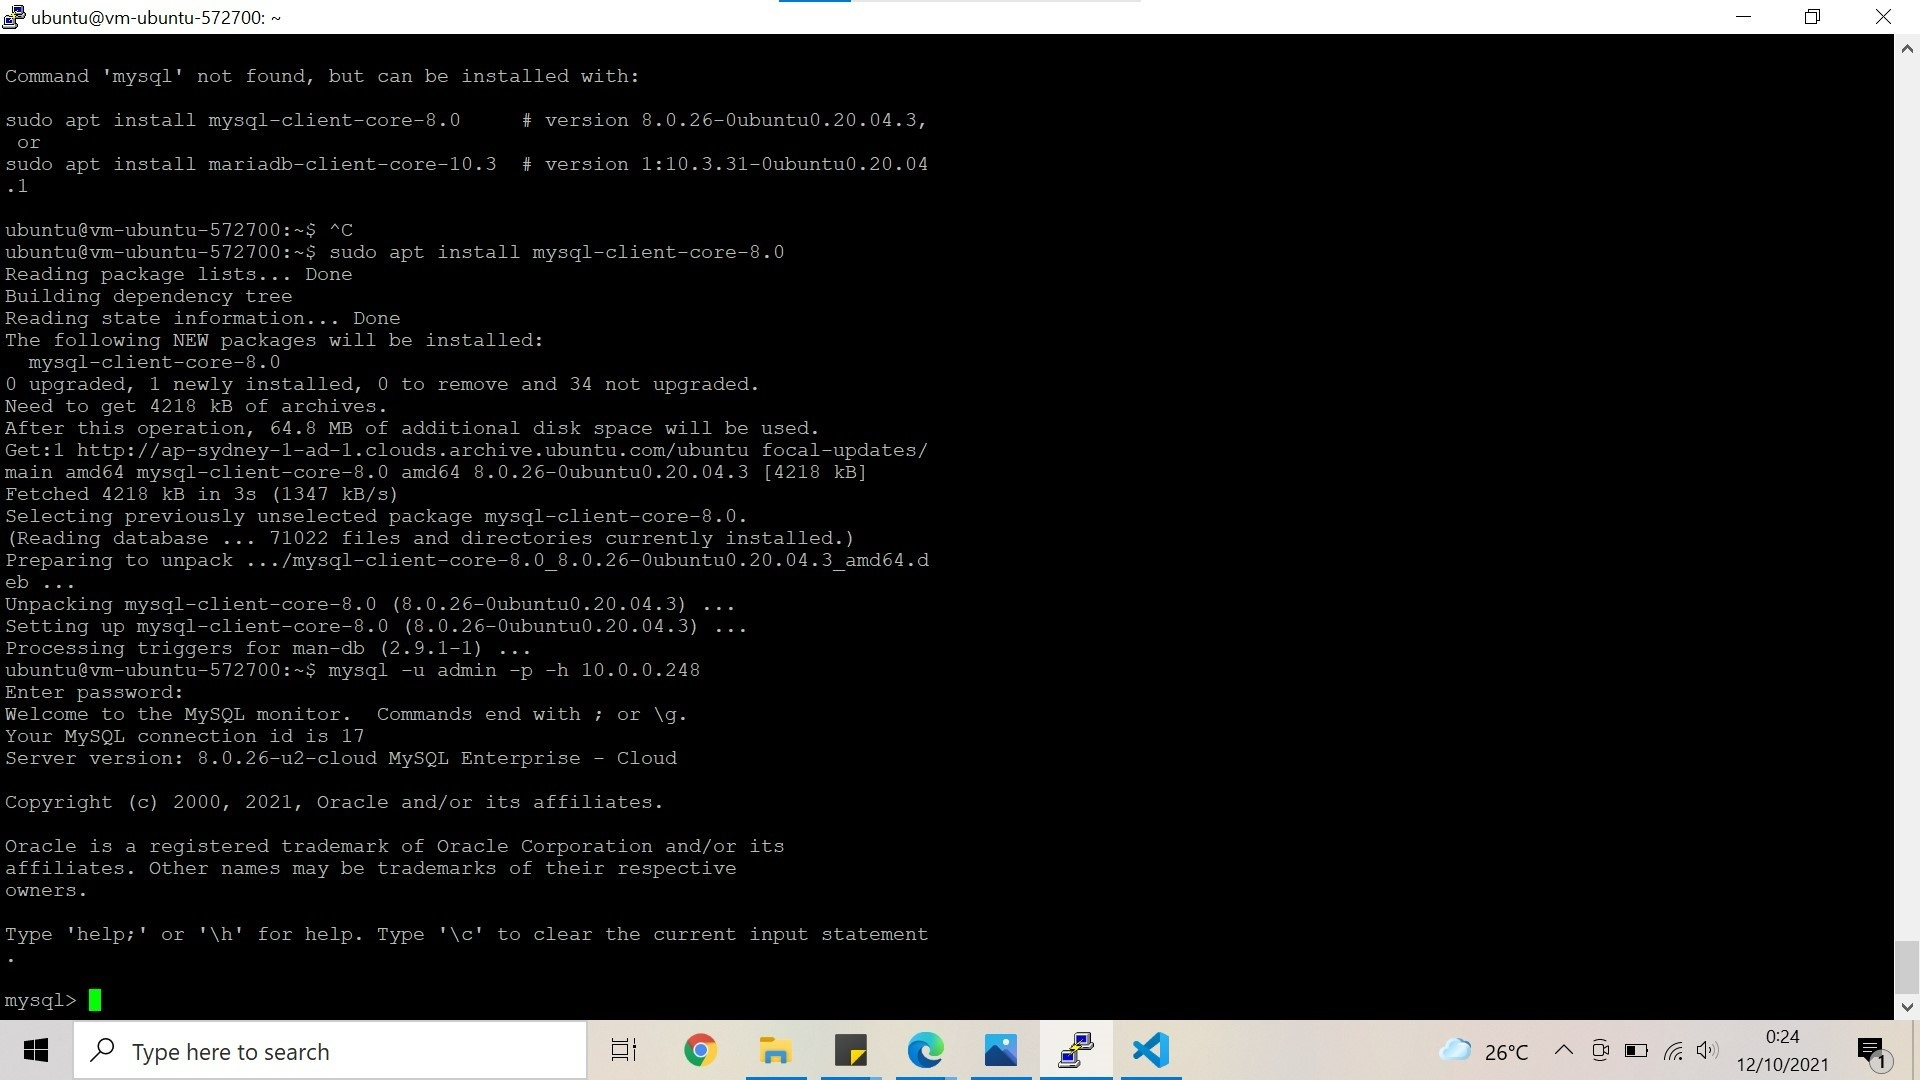 ubuntu@vm-ubuntu-572700: ~
Command 'mysql' not found, but can be installed with:
sudo apt install mysql-client-core-8.0     # version 8.0.26-0ubuntu0.20.04.3,
 or
sudo apt install mariadb-client-core-10.3  # version 1:10.3.31-0ubuntu0.20.04
.1
ubuntu@vm-ubuntu-572700:~$ ^C
ubuntu@vm-ubuntu-572700:~$ sudo apt install mysql-client-core-8.0
Reading package lists... Done
Building dependency tree
Reading state information... Done
The following NEW packages will be installed:
  mysql-client-core-8.0
0 upgraded, 1 newly installed, 0 to remove and 34 not upgraded.
Need to get 4218 kB of archives.
After this operation, 64.8 MB of additional disk space will be used.
Get:1 http://ap-sydney-1-ad-1.clouds.archive.ubuntu.com/ubuntu focal-updates/
main amd64 mysql-client-core-8.0 amd64 8.0.26-0ubuntu0.20.04.3 [4218 kB]
Fetched 4218 kB in 3s (1347 kB/s)
Selecting previously unselected package mysql-client-core-8.0.
(Reading database ... 71022 files and directories currently installed.)
Preparing to unpack .../mysql-client-core-8.0_8.0.26-0ubuntu0.20.04.3_amd64.d
eb ...
Unpacking mysql-client-core-8.0 (8.0.26-0ubuntu0.20.04.3) ...
Setting up mysql-client-core-8.0 (8.0.26-0ubuntu0.20.04.3) ...
Processing triggers for man-db (2.9.1-1) ...
ubuntu@vm-ubuntu-572700:~$ mysql -u admin -p -h 10.0.0.248
Enter password:
Welcome to the MySQL monitor.  Commands end with ; or \g.
Your MySQL connection id is 17
Server version: 8.0.26-u2-cloud MySQL Enterprise - Cloud
Copyright (c) 2000, 2021, Oracle and/or its affiliates.
Oracle is a registered trademark of Oracle Corporation and/or its
affiliates. Other names may be trademarks of their respective
owners.
Type 'help;' or '\h' for help. Type '\c' to clear the current input statement
.
mysql>
Type here to search
26°C
0:24
12/10/2021
1